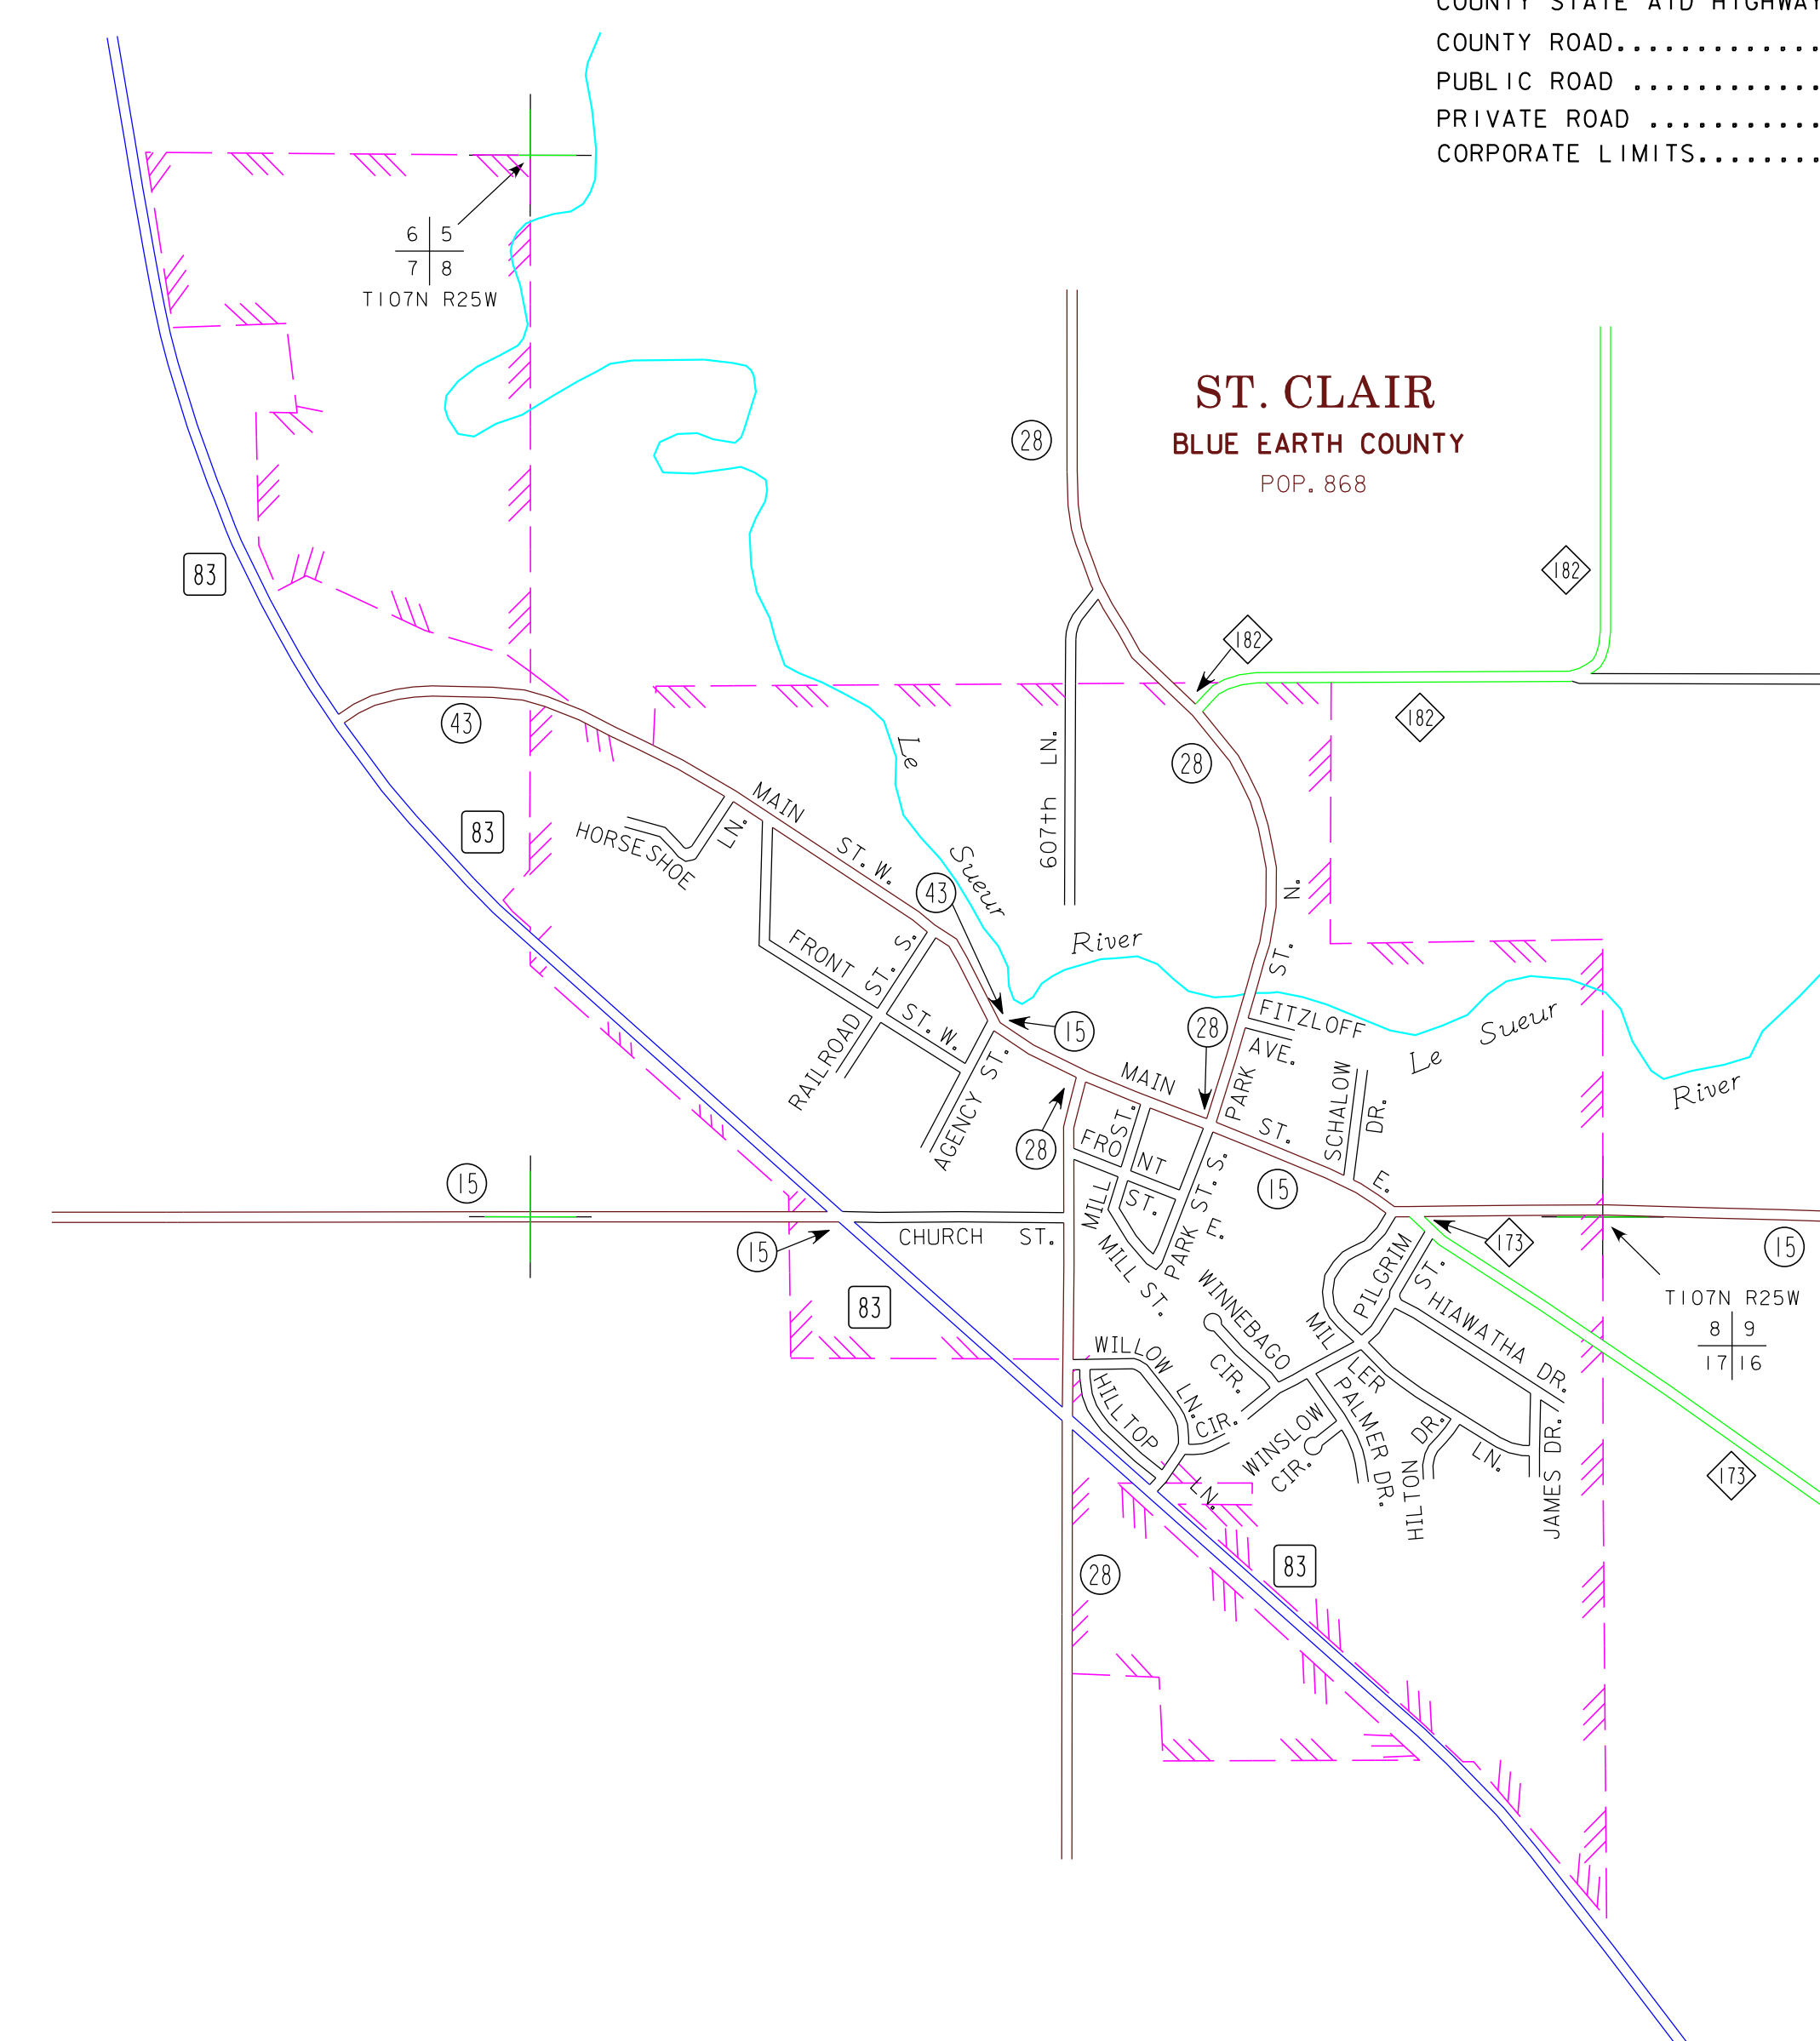 COUNTY STATE AID HIGHWAY
COUNTY ROAD.............
PUBLIC ROAD ............
PRIVATE ROAD ...........
CORPORATE LIMITS........
6 5
7 8
T107N R25W
ST. CLAIR
BLUE EARTH COUNTY
POP. 868
28
83
182
182
182
43
28
83
MAIN ST. W.
HORSESHOE LN.
607th LN.
Le Sueur River
43
FRONT ST. W.
RAILROAD ST. S.
AGENCY ST.
15
28
PARK ST. N.
FITZLOFF AVE.
Le Sueur River
MAIN ST. E.
SCHALOW DR.
28
FRONT ST. E.
MILL ST.
MILL ST.
PARK ST. S.
15
15
15
CHURCH ST.
83
173
15
T107N R25W
8 9
17 16
PILGRIM ST.
HIAWATHA DR.
WINNEBAGO CIR.
MILLER LN.
CIR.
WILLOW LN.
HILLTOP LN.
WINSLOW CIR.
PALMER DR.
HILTON DR.
JAMES DR.
173
28
83